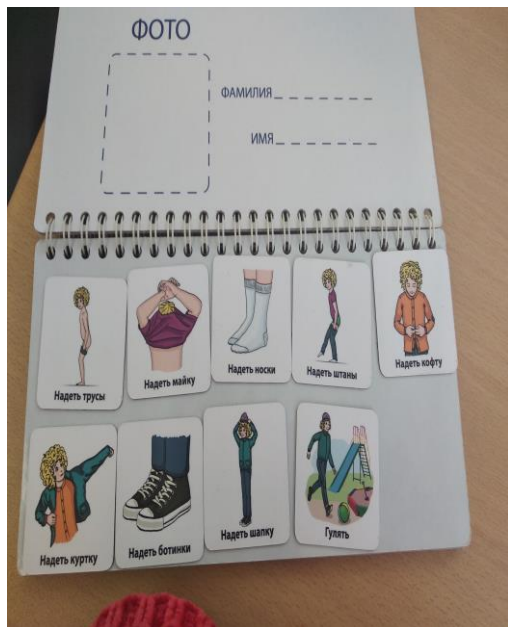 ФОТО
ФАМИЛИЯ
ИМЯ
Надеть трусы
Надеть майку
Надеть носки
Надеть штаны
Надеть кофту
Надеть куртку
Надеть ботинки
Надеть шапку
Гулять